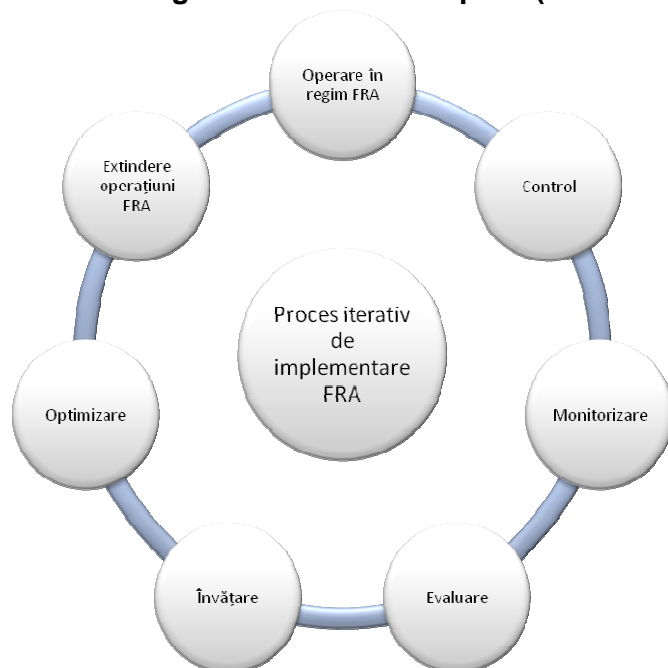 Operare în
regim FRA
Control
Monitorizare
Evaluare
Învățare
Optimizare
Extindere
operațiuni
FRA
Proces iterativ
de
implementare
FRA